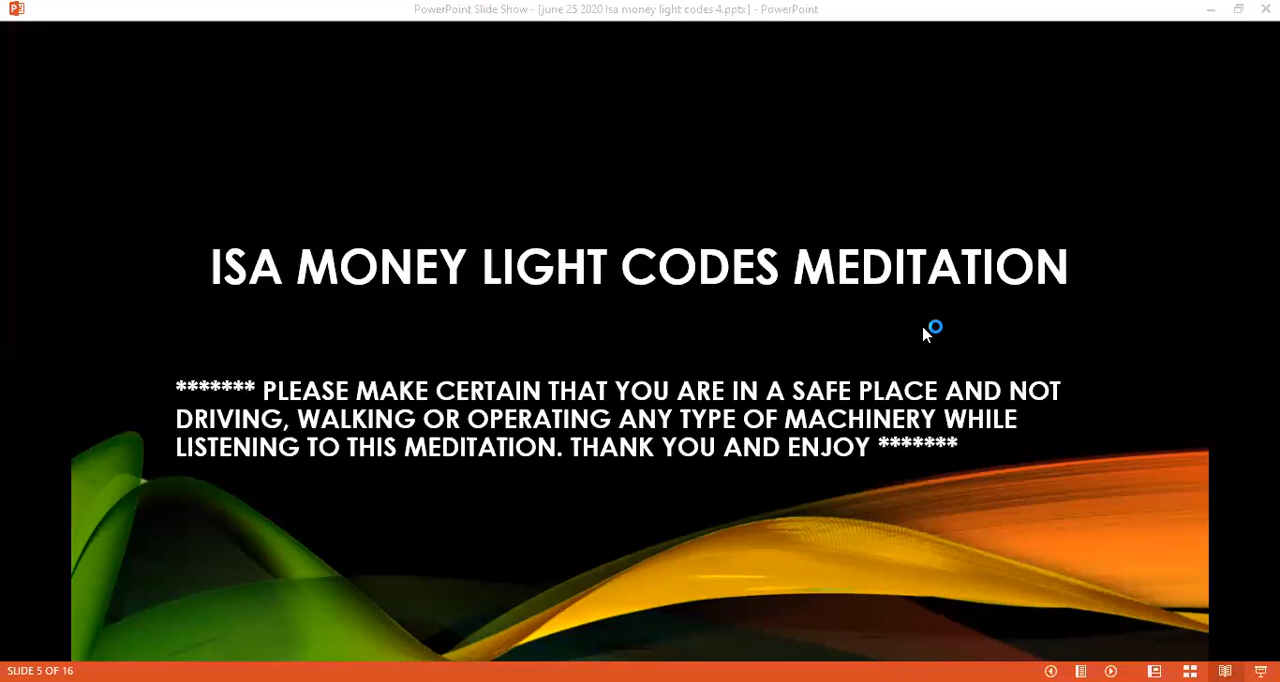 PowerPoint Slide Show - [june 25 2020 Isa money light codes 4.pptx] - PowerPoint
ISA MONEY LIGHT CODES MEDITATION
******* PLEASE MAKE CERTAIN THAT YOU ARE IN A SAFE PLACE AND NOT
DRIVING, WALKING OR OPERATING ANY TYPE OF MACHINERY WHILE
LISTENING TO THIS MEDITATION. THANK YOU AND ENJOY *******
SLIDE 5 OF 16